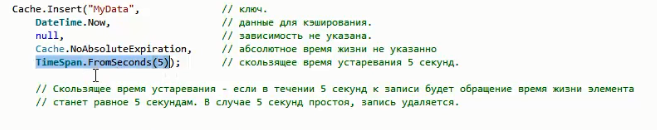 Cache.Insert("MyData", // ключ.
DateTime.Now, // данные для кэширования.
null, // зависимость не указана.
Cache.NoAbsoluteExpiration, // абсолютное время жизни не указанно
TimeSpan.FromSeconds(5)); // скользящее время устаревания 5 секунд.
// Скользящее время устаревания - если в течении 5 секунд к записи будет обращение время жизни элемента
// станет равное 5 секундам. В случае 5 секунд простоя, запись удаляется.